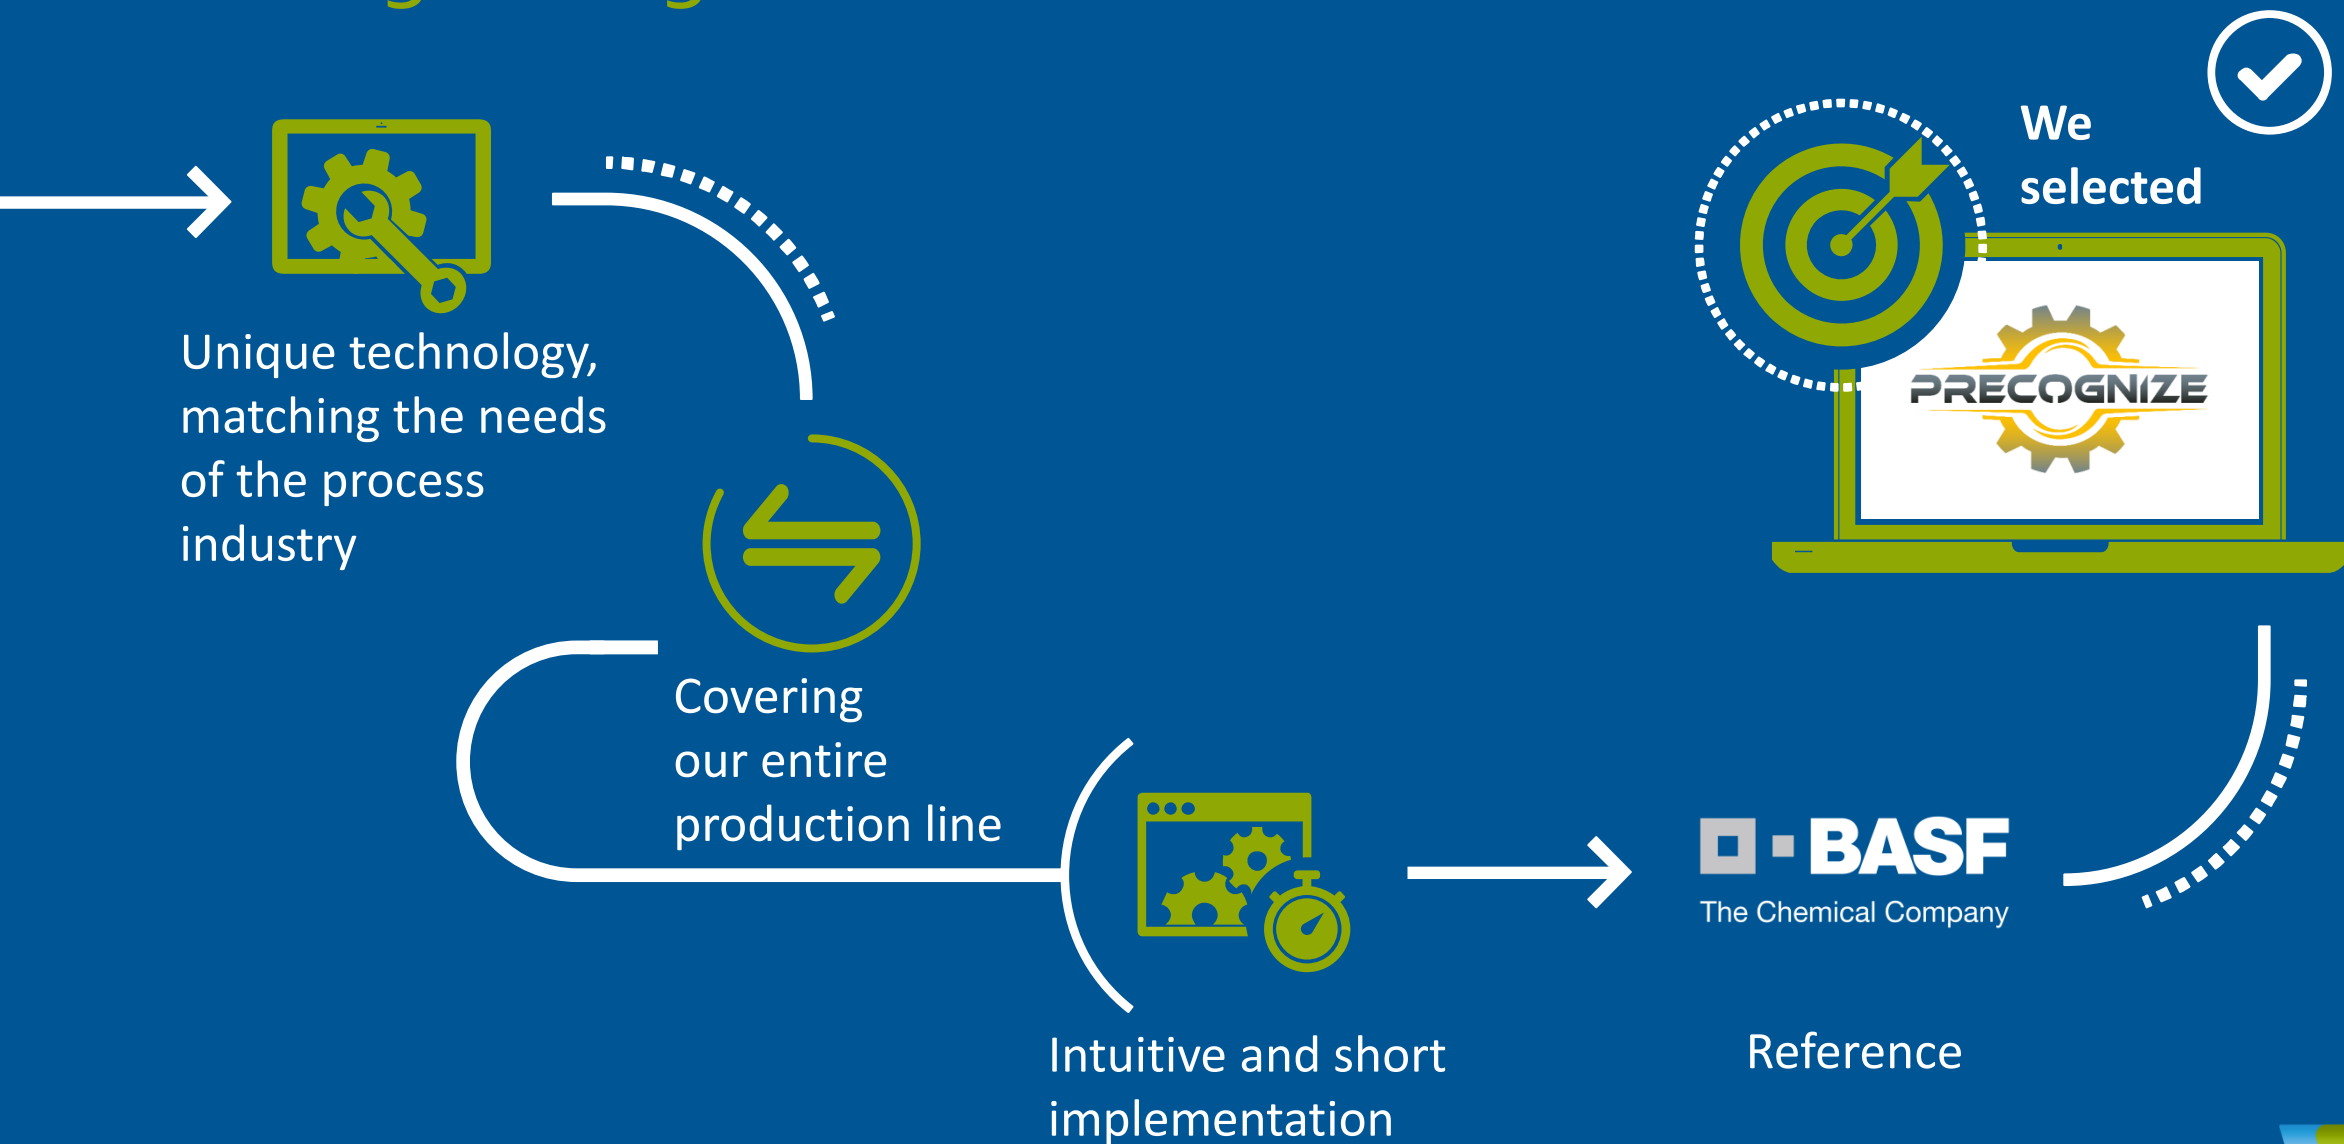 Unique technology,
matching the needs
of the process
industry
Covering
our entire
production line
Intuitive and short
implementation
BASF
The Chemical Company
Reference
We
selected
PRECOGNIZE